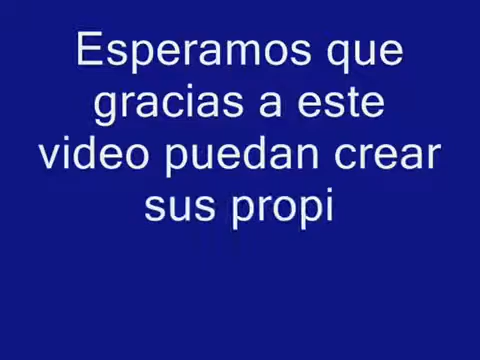 Esperamos que
gracias a este
video puedan crear
sus propi